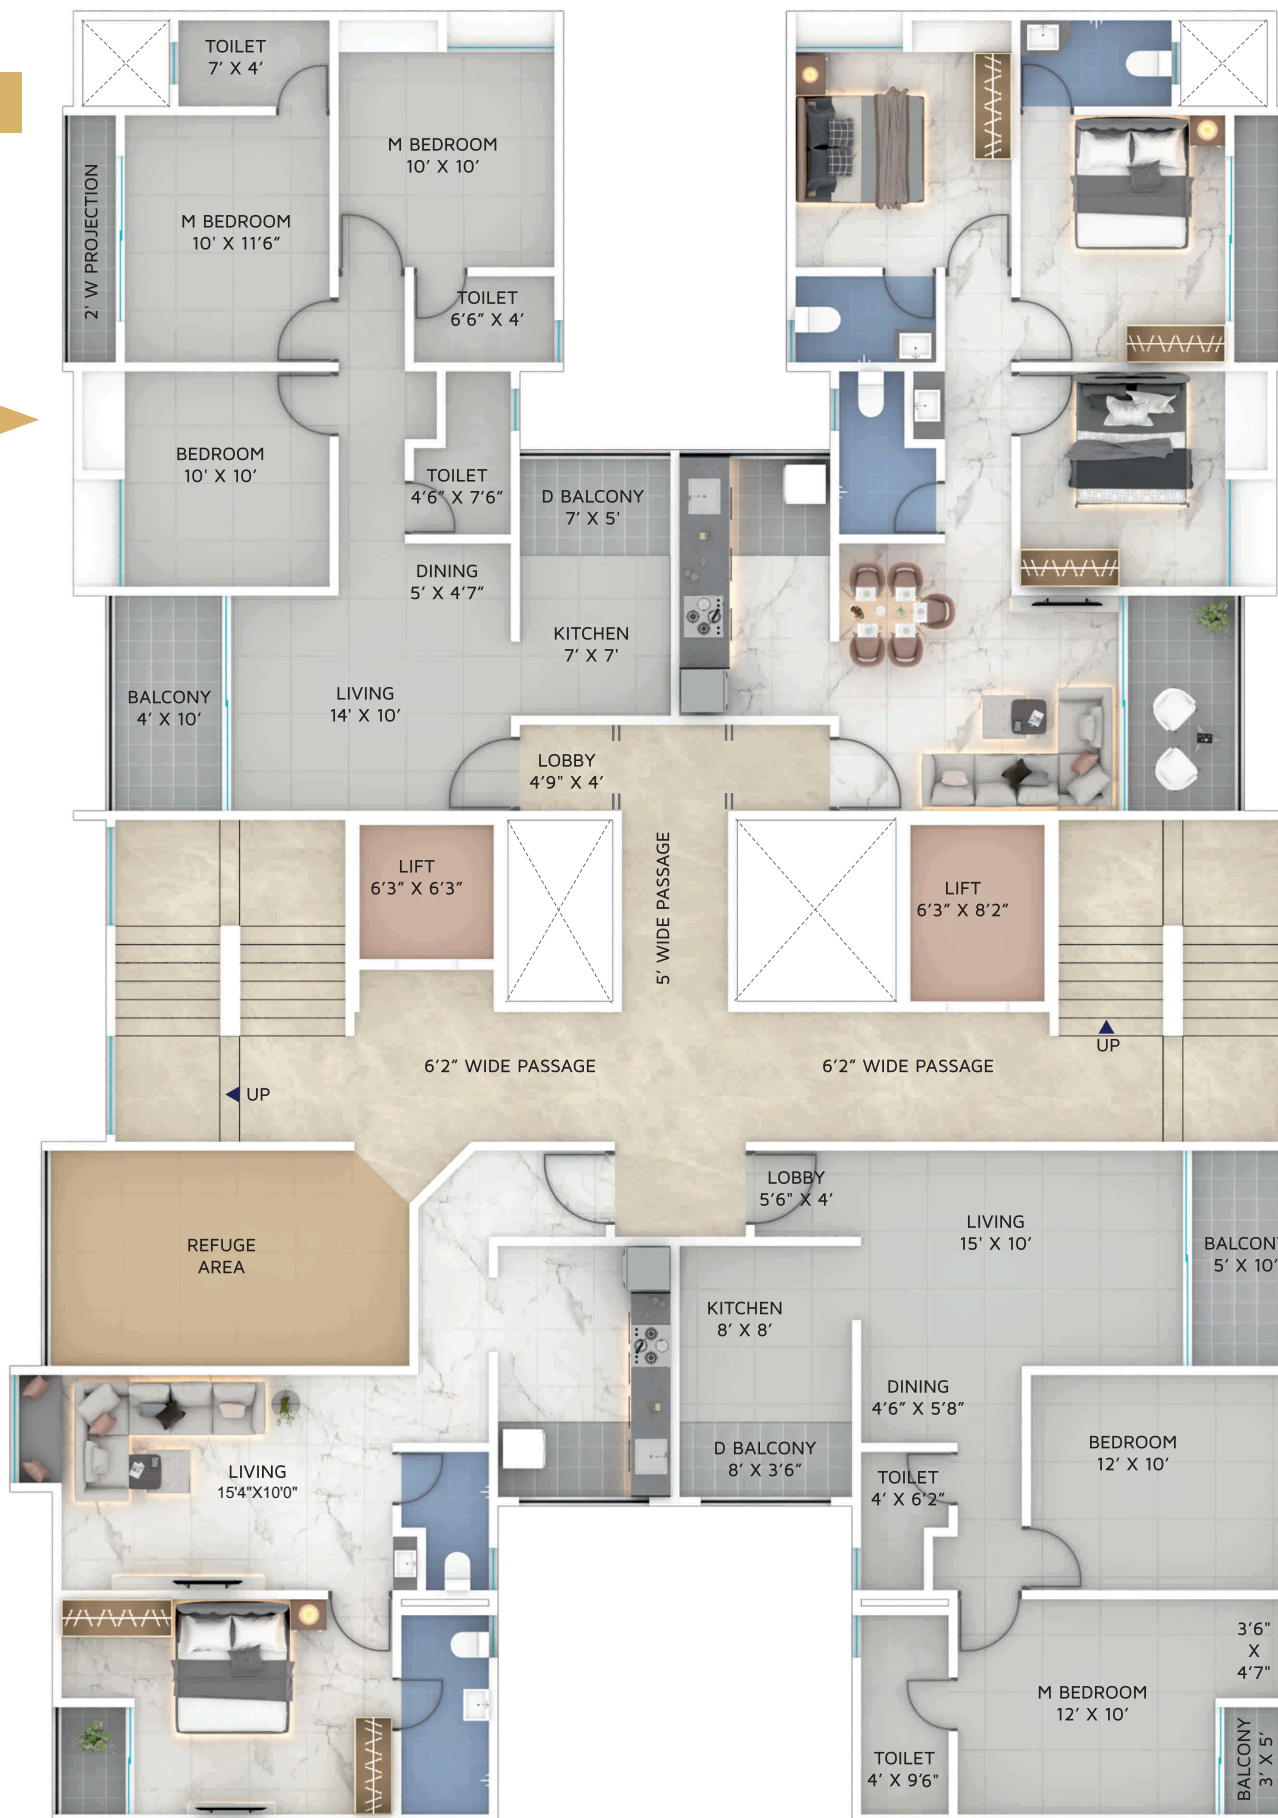 TOILET
7’ X 4’
M BEDROOM
10’ X 10’
M BEDROOM
10' X 11’6”
2' W PROJECTION
TOILET
6’6” X 4’
BEDROOM
10' X 10’
TOILET
4’6” X 7’6”
D BALCONY
7’ X 5'
DINING
5’ X 4’7”
KITCHEN
7’ X 7'
BALCONY
4’ X 10’
LIVING
14' X 10’
LOBBY
4’9" X 4’
LIFT
6’3” X 6’3”
5’ WIDE PASSAGE
LIFT
6’3” X 8’2”
6’2” WIDE PASSAGE
6’2” WIDE PASSAGE
UP
UP
LOBBY
5’6" X 4’
REFUGE
AREA
LIVING
15' X 10’
BALCONY
5’ X 10’
KITCHEN
8’ X 8’
DINING
4’6” X 5’8”
D BALCONY
8’ X 3’6”
BEDROOM
12’ X 10’
TOILET
4’ X 6’2”
LIVING
15'4"X10'0"
3’6"
X
4’7"
M BEDROOM
12’ X 10’
TOILET
4’ X 9’6"
BALCONY
3’ X 5’